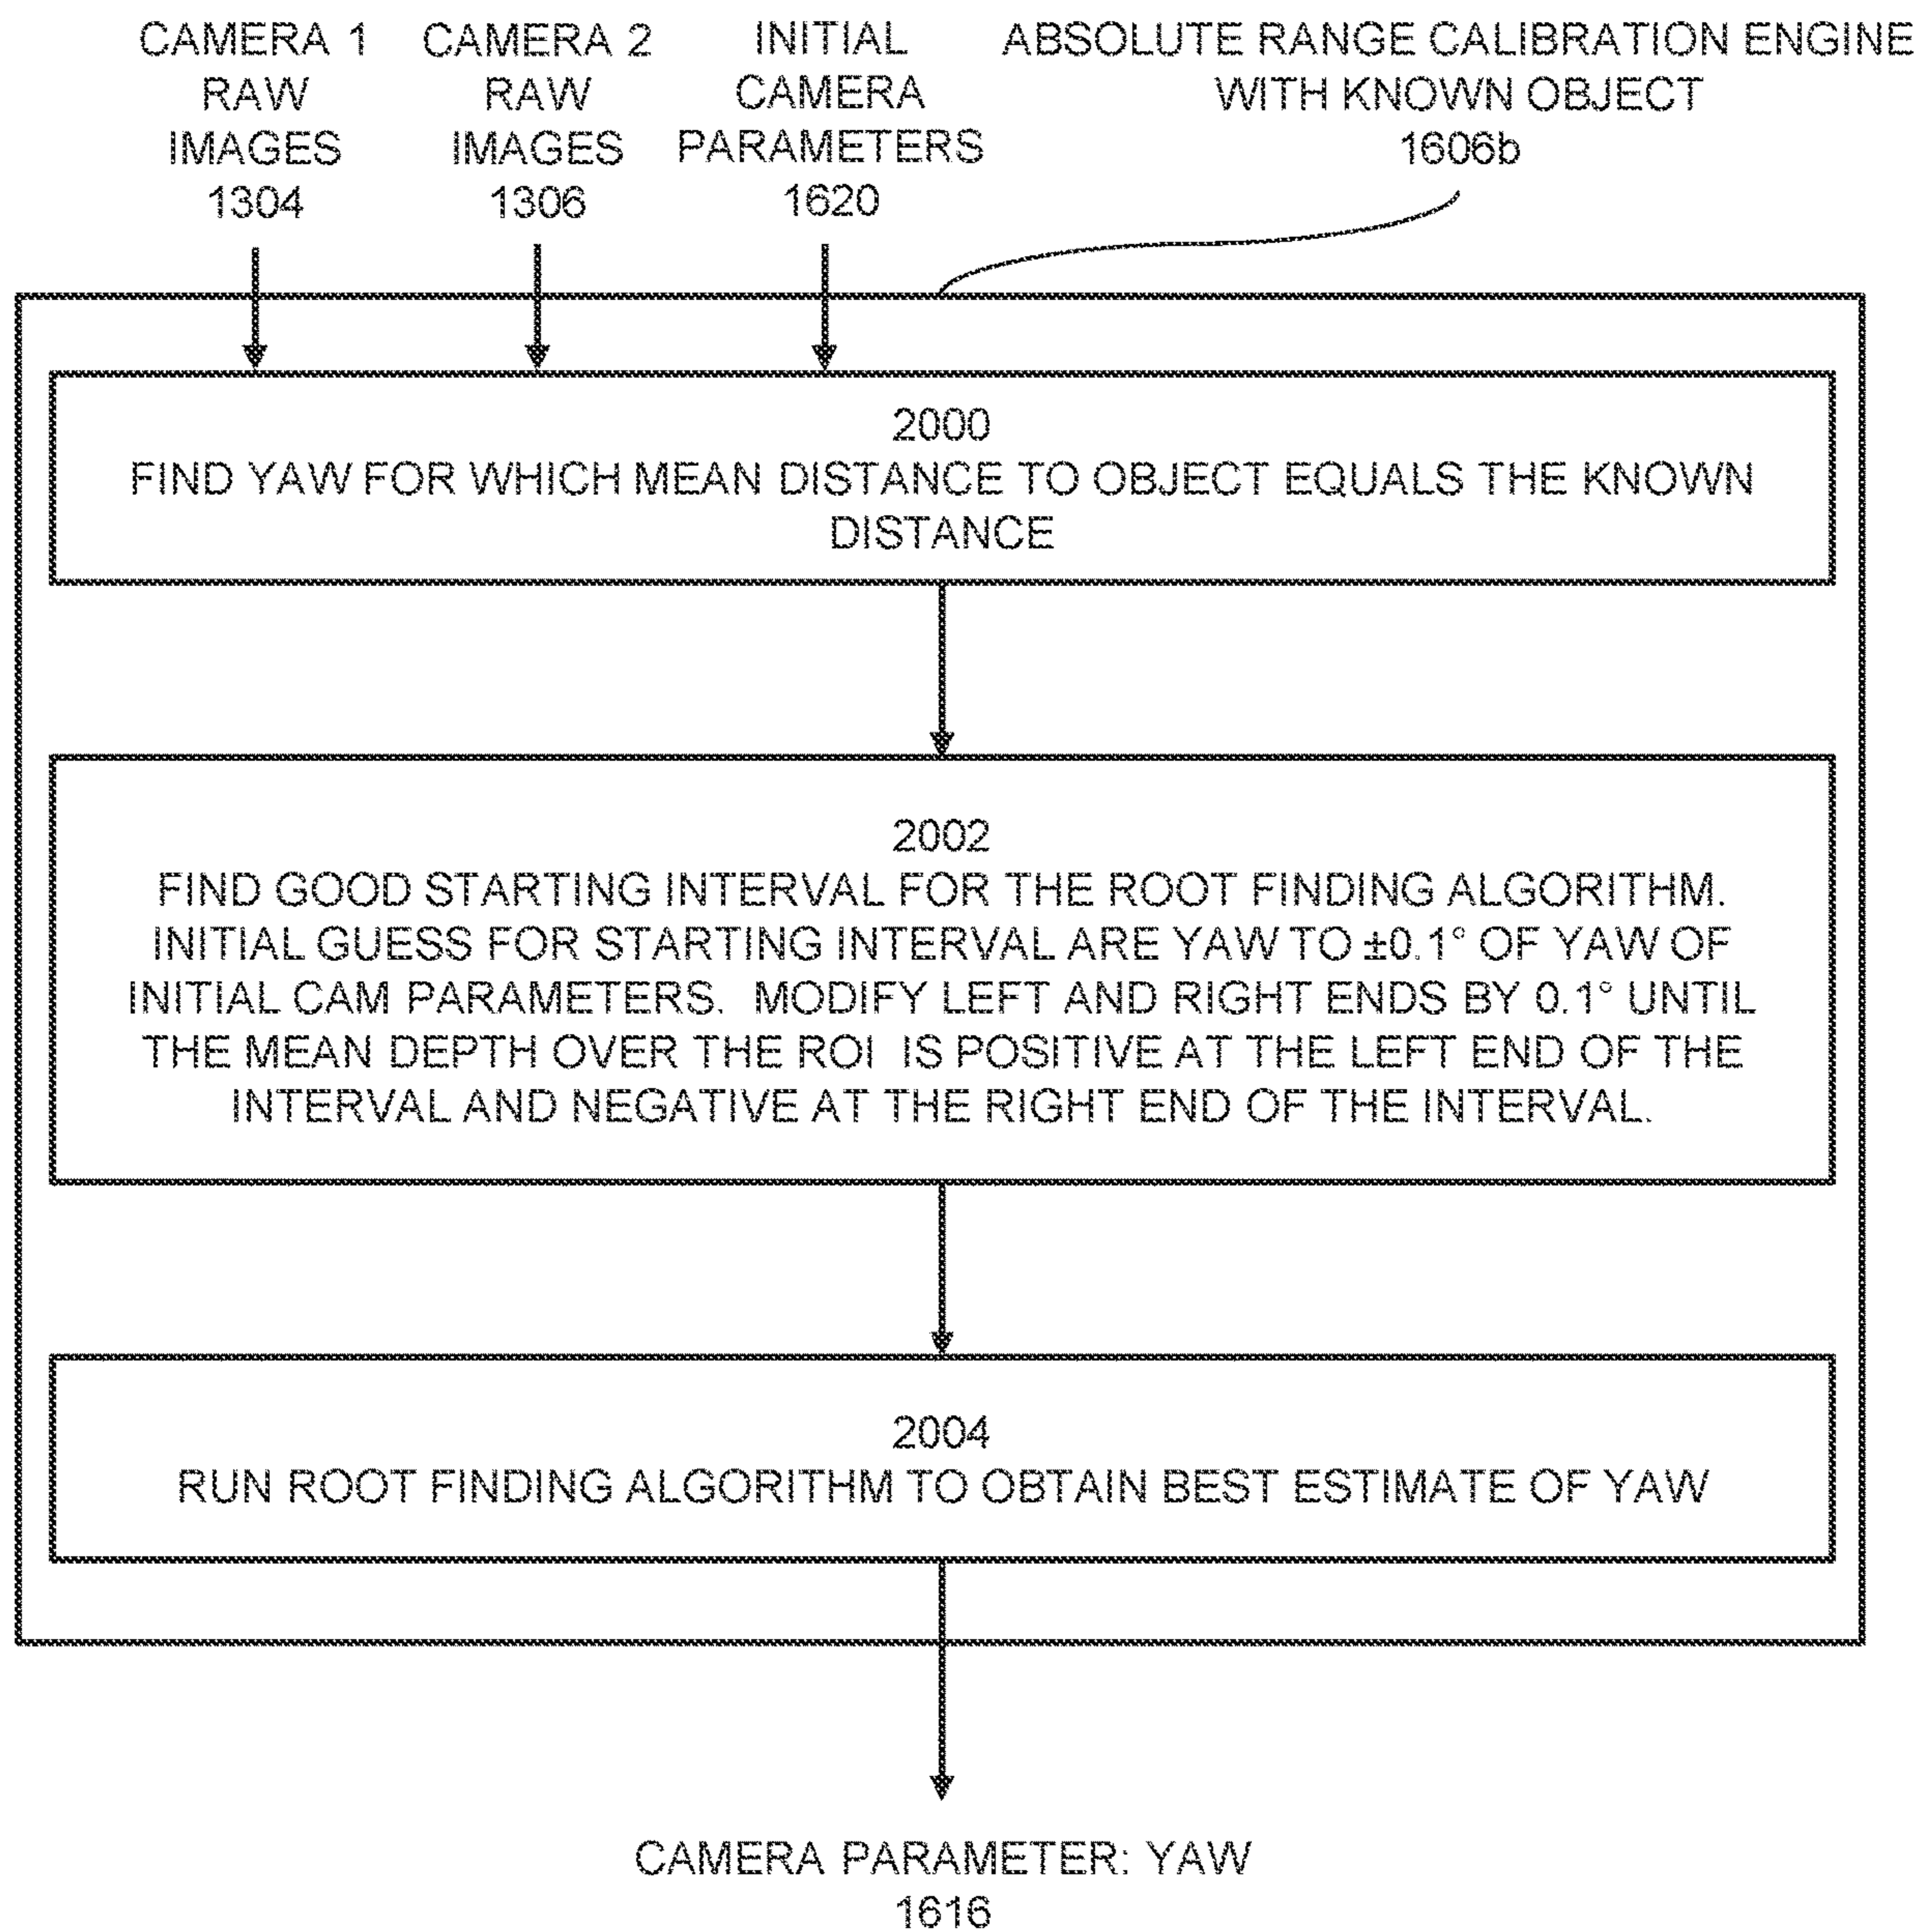 CAMERA 1
RAW
IMAGES
1304
CAMERA 2
RAW
IMAGES
1306
INITIAL
CAMERA
PARAMETERS
1620
ABSOLUTE RANGE CALIBRATION ENGINE
WITH KNOWN OBJECT
1606b
2000
FIND YAW FOR WHICH MEAN DISTANCE TO OBJECT EQUALS THE KNOWN
DISTANCE
2002
FIND GOOD STARTING INTERVAL FOR THE ROOT FINDING ALGORITHM.
INITIAL GUESS FOR STARTING INTERVAL ARE YAW TO ±0.1° OF YAW OF
INITIAL CAM PARAMETERS. MODIFY LEFT AND RIGHT ENDS BY 0.1° UNTIL
THE MEAN DEPTH OVER THE ROI IS POSITIVE AT THE LEFT END OF THE
INTERVAL AND NEGATIVE AT THE RIGHT END OF THE INTERVAL.
2004
RUN ROOT FINDING ALGORITHM TO OBTAIN BEST ESTIMATE OF YAW
CAMERA PARAMETER: YAW
1616